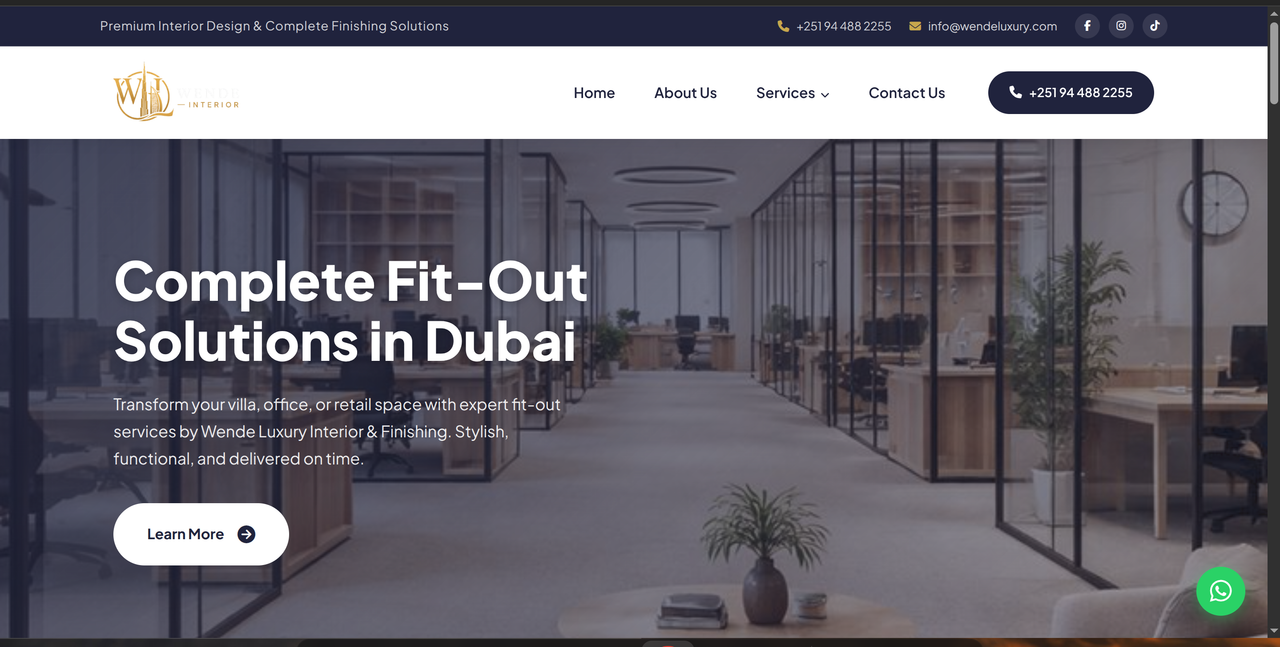 Premium Interior Design & Complete Finishing Solutions
+251 94 488 2255
info@wendeluxury.com
WENDE
INTERIOR
Home
About Us
Services
Contact Us
+251 94 488 2255
Complete Fit-Out
Solutions in Dubai
Transform your villa, office, or retail space with expert fit-out
services by Wende Luxury Interior & Finishing. Stylish,
functional, and delivered on time.
Learn More